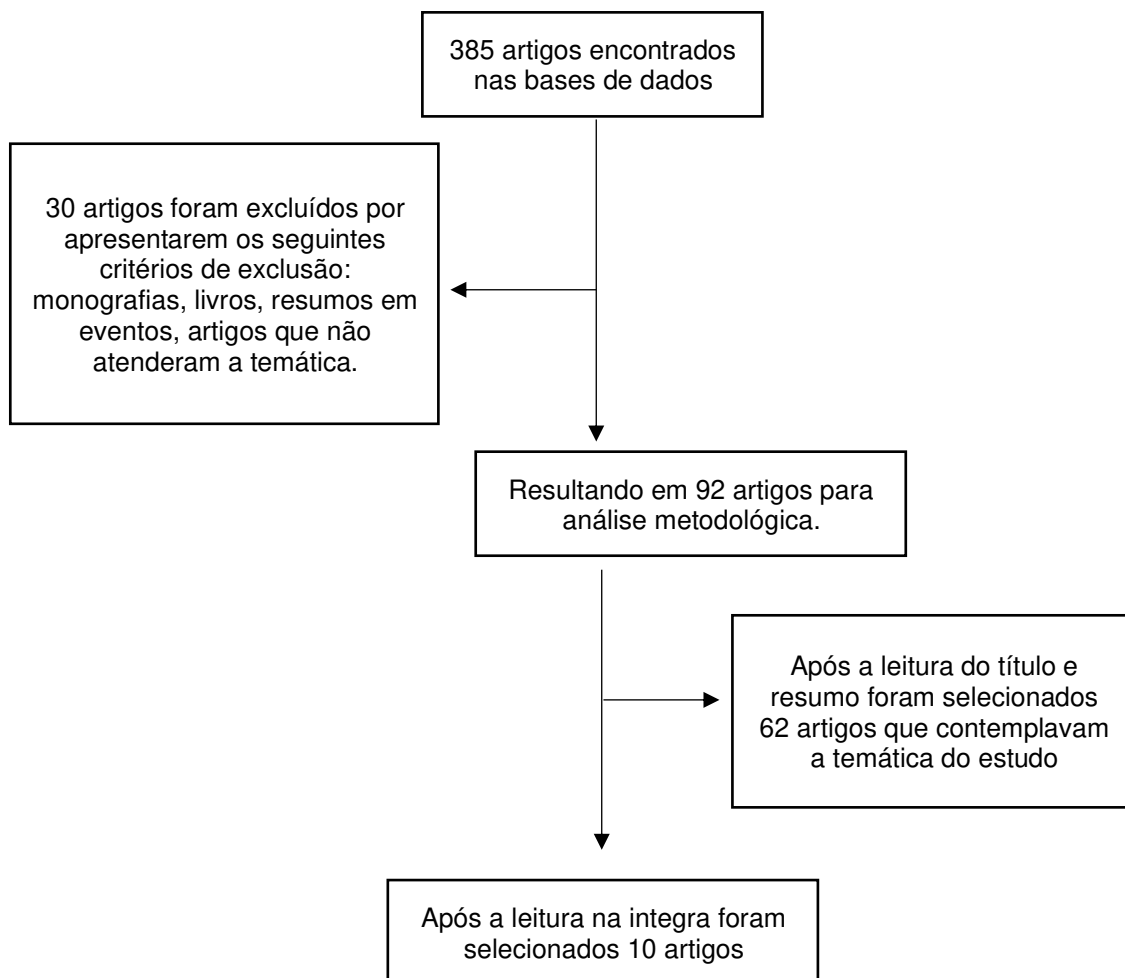 385 artigos encontrados
nas bases de dados
30 artigos foram excluídos por
apresentarem os seguintes
critérios de exclusão:
monografias, livros, resumos em
eventos, artigos que não
atenderam a temática.
Resultando em 92 artigos para
análise metodológica.
Após a leitura do título e
resumo foram selecionados
62 artigos que contemplavam
a temática do estudo
Após a leitura na integra foram
selecionados 10 artigos